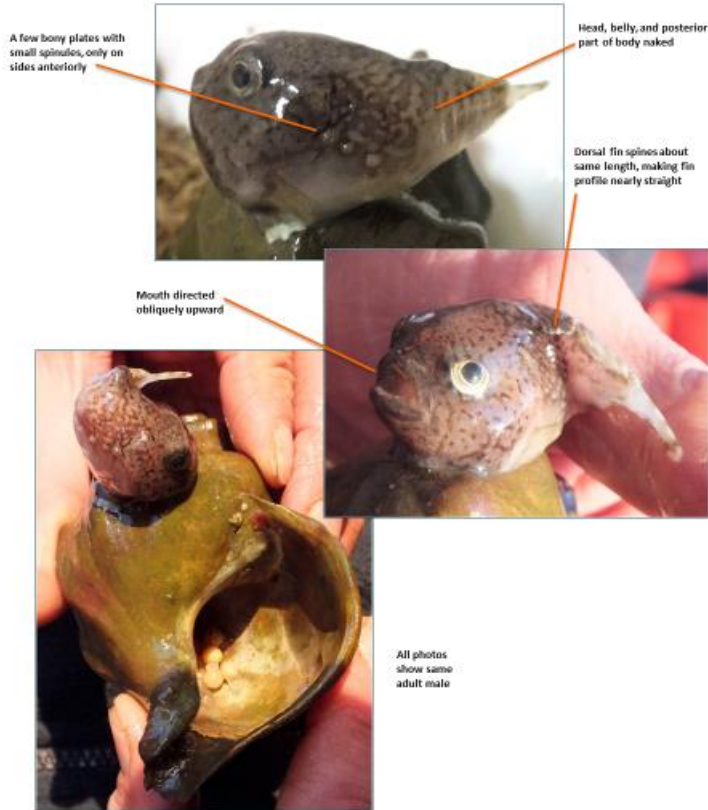 A few bony plates with
small spinules, only on
sides anteriorly
Head, belly, and posterior
part of body naked
Dorsal fin spines about
same length, making fin
profile nearly straight
Mouth directed
obliquely upward
All photos
show same
adult male